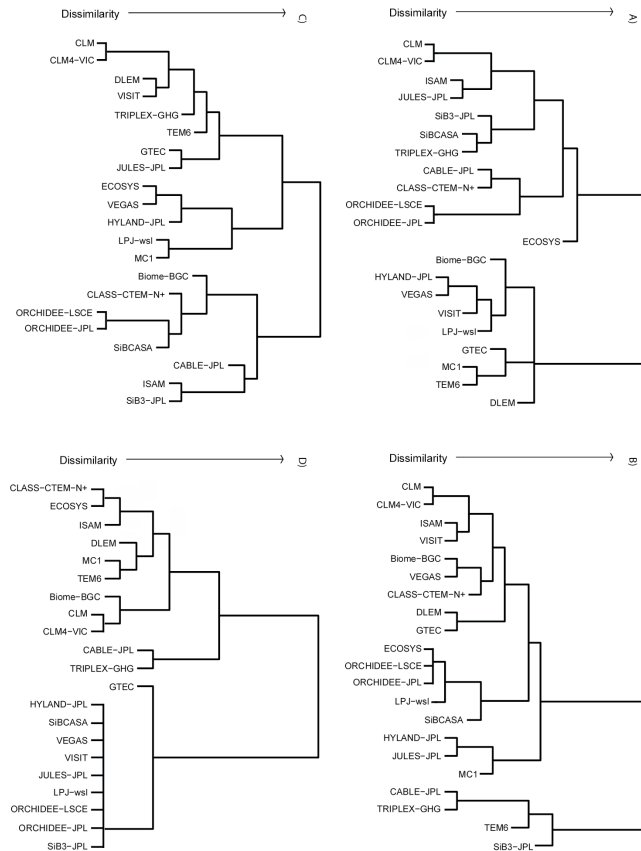 Dissimilarity
C)
CLM
CLM4-VIC
DLEM
VISIT
TRIPLEX-GHG
TEM6
GTEC
JULES-JPL
ECOSYS
VEGAS
HYLAND-JPL
LPJ-wsl
MC1
Biome-BGC
CLASS-CTEM-N+
ORCHIDEE-LSCE
ORCHIDEE-JPL
SiBCASA
CABLE-JPL
ISAM
SiB3-JPL
Dissimilarity
A)
CLM
CLM4-VIC
ISAM
JULES-JPL
SiB3-JPL
SiBCASA
TRIPLEX-GHG
CABLE-JPL
CLASS-CTEM-N+
ORCHIDEE-LSCE
ORCHIDEE-JPL
ECOSYS
Biome-BGC
HYLAND-JPL
VEGAS
VISIT
LPJ-wsl
GTEC
MC1
TEM6
DLEM
Dissimilarity
D)
CLASS-CTEM-N+
ECOSYS
ISAM
DLEM
MC1
TEM6
Biome-BGC
CLM
CLM4-VIC
CABLE-JPL
TRIPLEX-GHG
GTEC
HYLAND-JPL
SiBCASA
VEGAS
VISIT
JULES-JPL
LPJ-wsl
ORCHIDEE-LSCE
ORCHIDEE-JPL
SiB3-JPL
Dissimilarity
B)
CLM
CLM4-VIC
ISAM
VISIT
Biome-BGC
VEGAS
CLASS-CTEM-N+
DLEM
GTEC
ECOSYS
ORCHIDEE-LSCE
ORCHIDEE-JPL
LPJ-wsl
SiBCASA
HYLAND-JPL
JULES-JPL
MC1
CABLE-JPL
TRIPLEX-GHG
TEM6
SiB3-JPL